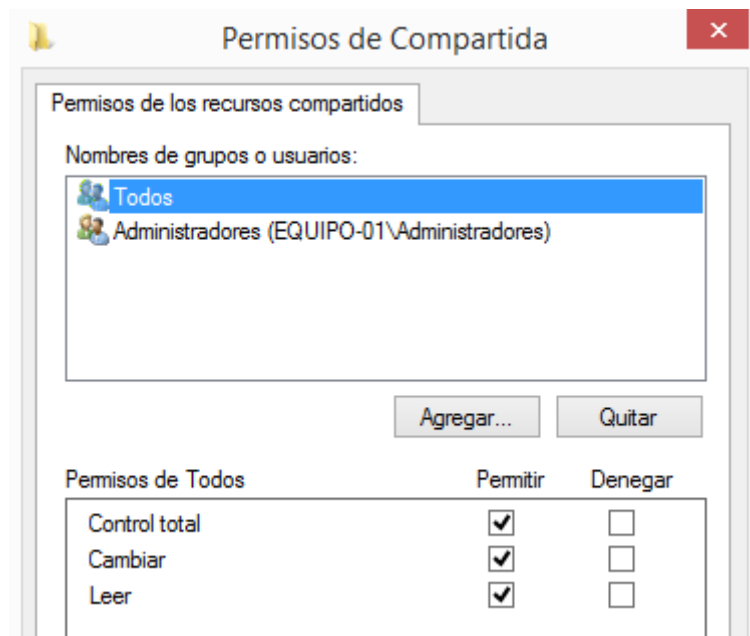 Permisos de Compartida
Permisos de los recursos compartidos
Nombres de grupos o usuarios:
Todos
Administradores (EQUIPO-01\Administradores)
Agregar... Quitar
Permisos de Todos Permitir Denegar
Control total
Cambiar
Leer